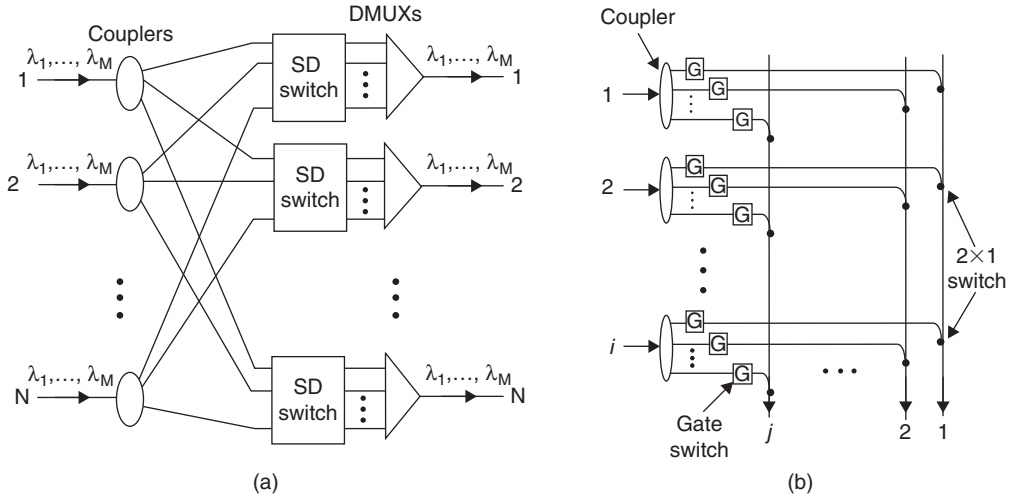 DMUXs
Couplers
λ1,…, λM
1
SD
switch
λ1,…, λM
1
λ1,…, λM
2
SD
switch
λ1,…, λM
2
λ1,…, λM
N
SD
switch
λ1,…, λM
N
(a)
Coupler
1
G
G
G
2
G
G
G
2×1
switch
i
G
G
G
Gate
switch
j
2
1
(b)